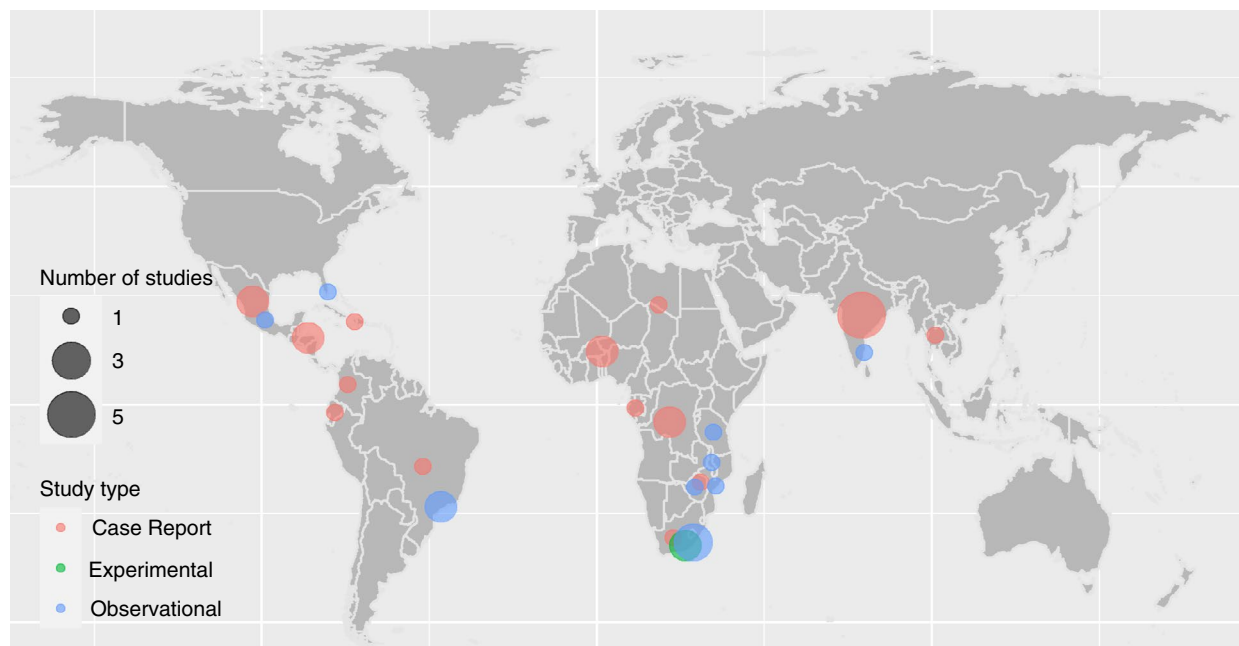 Number of studies
1
3
5
Study type
Case Report
Experimental
Observational